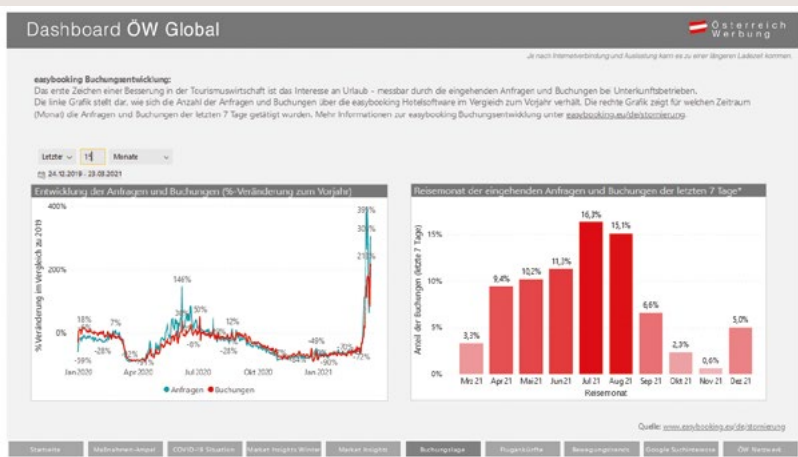 Dashboard ÖW Global
Österreich
Werbung
Je nach Internetverbindung und Auslastung kann es zu einer längeren Ladezeit kommen.
easybooking Buchungsentwicklung:
Das erste Zeichen einer Besserung in der Tourismuswirtschaft ist das Interesse an Urlaub - messbar durch die eingehenden Anfragen und Buchungen bei Unterkunftsbetrieben.
Die linke Grafik stellt dar, wie sich die Anzahl der Anfragen und Buchungen über die easybooking Hotelsoftware im Vergleich zum Vorjahr verhält. Die rechte Grafik zeigt für welchen Zeitraum
(Monat) die Anfragen und Buchungen der letzten 7 Tage getätigt wurden. Mehr Informationen zur easybooking Buchungsentwicklung unter easybooking.eu/de/stornierung.
Letzte 15 Monate
24.12.2019 - 23.03.2021
Entwicklung der Anfragen und Buchungen (%-Veränderung zum Vorjahr)
% Veränderung im Vergleich zu 2019
400%
200%
0%
18%
7%
-39%
-28%
146%
50%
12%
-6%
-28%
-49%
-90%
-72%
Jan 2020 Apr 2020 Jul 2020 Okt 2020 Jan 2021
Anfragen Buchungen
Reisemonat der eingehenden Anfragen und Buchungen der letzten 7 Tage*
Anteil der Buchungen (letzte 7 Tage)
15%
10%
5%
0%
3,3% 9,4% 10,2% 11,3% 16,3% 15,1% 6,6% 2,3% 0,6% 5,0%
Mrz 21 Apr 21 Mai 21 Jun 21 Jul 21 Aug 21 Sep 21 Okt 21 Nov 21 Dez 21
Reisemonat
Quelle: www.easybooking.eu/de/stornierung
Startseite Maßnahmen-Ampel COVID-19 Situation Market Insights Winter Market Insights Buchungslage Flugankünfte Bewegungstrends Google Suchinteresse ÖW Netzwerk